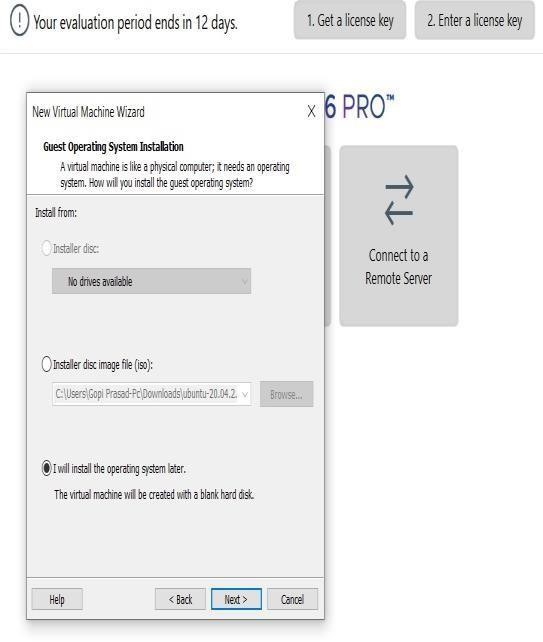 Your evaluation period ends in 12 days.
1. Get a license key
2. Enter a license key
6 PRO™
New Virtual Machine Wizard
X
Guest Operating System Installation
A virtual machine is like a physical computer; it needs an operating
system. How will you install the guest operating system?
Install from:
Installer disc:
No drives available
Installer disc image file (iso):
C:\Users\Gopi Prasad-Pc\Downloads\ubuntu-20.04.2.
Browse...
I will install the operating system later.
The virtual machine will be created with a blank hard disk.
Connect to a
Remote Server
Help
< Back
Next >
Cancel